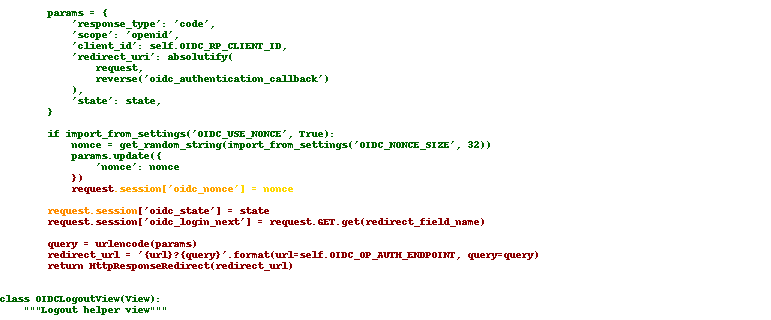 params = {
'response_type': 'code',
'scope': 'openid',
'client_id': self.OIDC_RP_CLIENT_ID,
'redirect_uri': absolutify(
request,
reverse('oidc_authentication_callback')
),
'state': state,
}
if import_from_settings('OIDC_USE_NONCE', True):
nonce = get_random_string(import_from_settings('OIDC_NONCE_SIZE', 32))
params.update({
'nonce': nonce
})
request.session['oidc_nonce'] = nonce
request.session['oidc_state'] = state
request.session['oidc_login_next'] = request.GET.get(redirect_field_name)
query = urlencode(params)
redirect_url = '{url}?{query}'.format(url=self.OIDC_OP_AUTH_ENDPOINT, query=query)
return HttpResponseRedirect(redirect_url)
class OIDCLogoutView(View):
"""Logout helper view"""